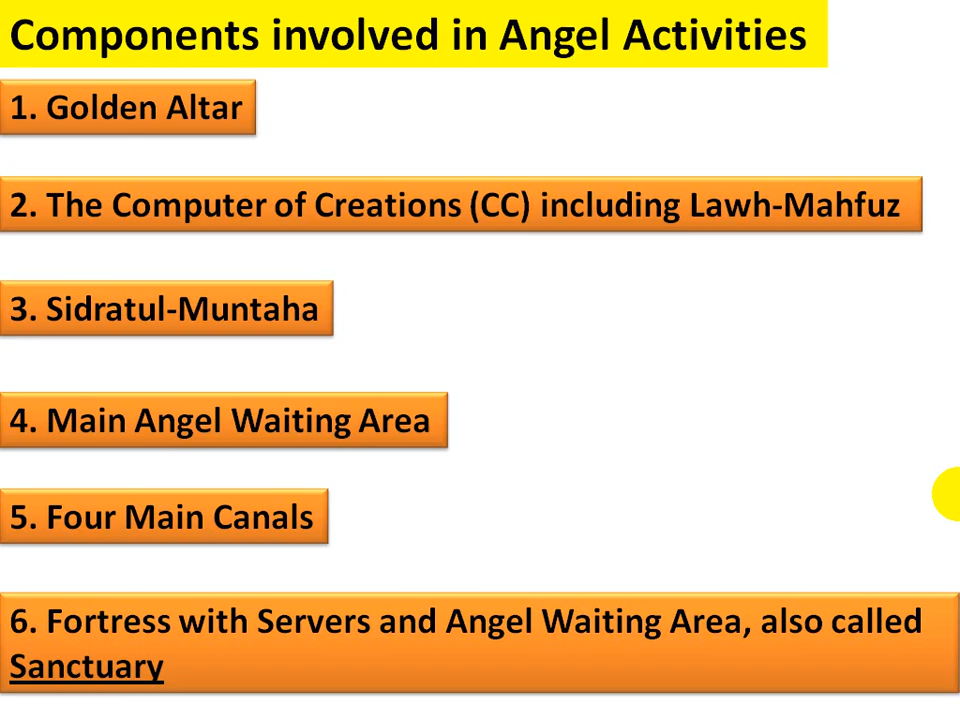 Components involved in Angel Activities
1. Golden Altar
2. The Computer of Creations (CC) including Lawh-Mahfuz
3. Sidratul-Muntaha
4. Main Angel Waiting Area
5. Four Main Canals
6. Fortress with Servers and Angel Waiting Area, also called
Sanctuary